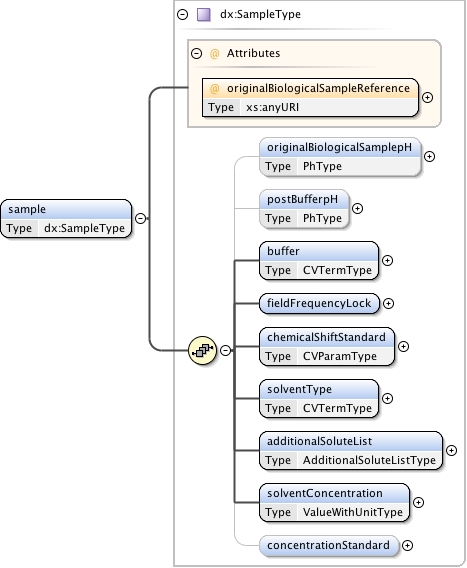 dx:SampleType
@ Attributes
@ originalBiologicalSampleReference
Type xs:anyURI
originalBiologicalSamplepH
Type PhType
postBufferpH
Type PhType
sample
Type dx:SampleType
buffer
Type CVTermType
fieldFrequencyLock
chemicalShiftStandard
Type CVParamType
solventType
Type CVTermType
additionalSoluteList
Type AdditionalSoluteListType
solventConcentration
Type ValueWithUnitType
concentrationStandard